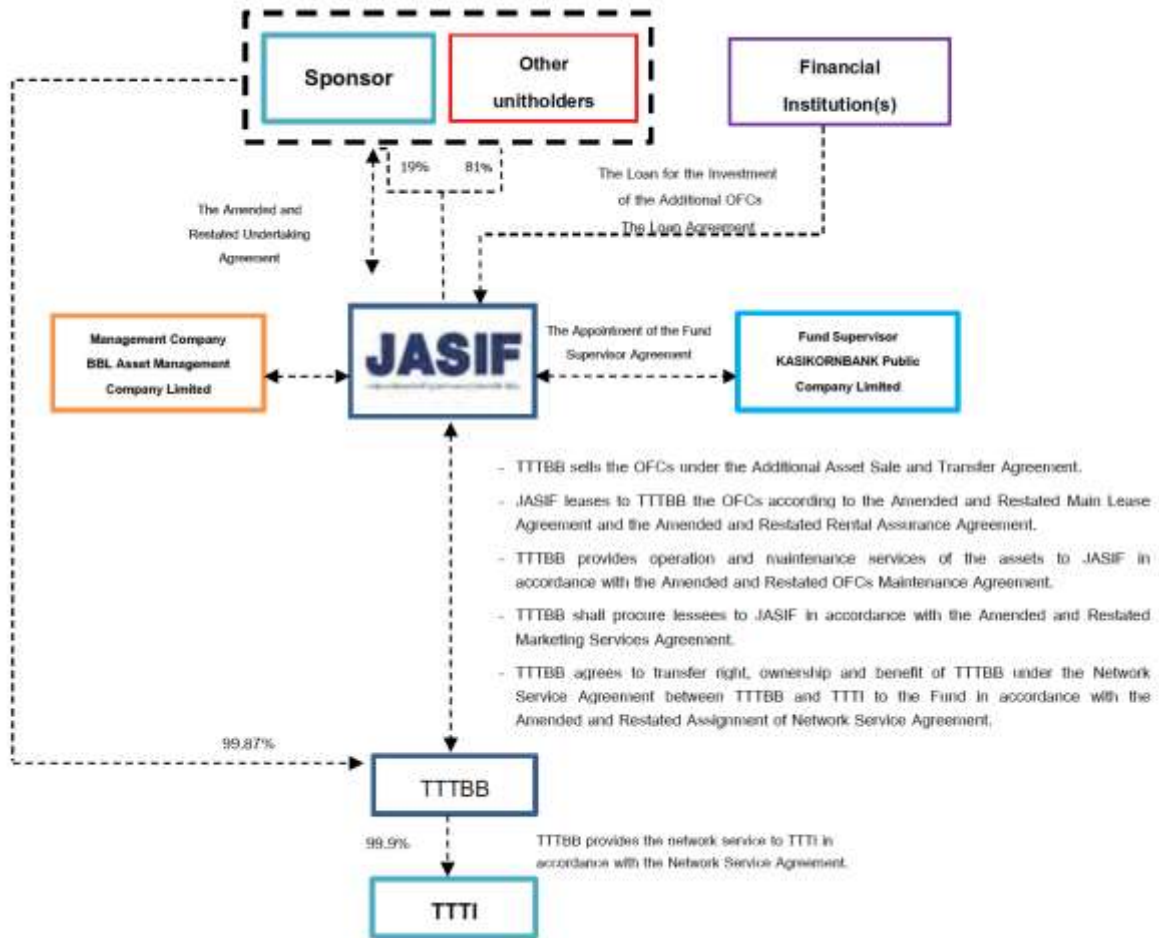 Sponsor
Other
unitholders
Financial
Institution(s)
19%
81%
The Loan for the Investment
of the Additional OFCs
The Loan Agreement
The Amended and
Restated Undertaking
Agreement
Management Company
BBL Asset Management
Company Limited
JASIF
The Appointment of the Fund
Supervisor Agreement
Fund Supervisor
KASIKORNBANK Public
Company Limited
- TTTBB sells the OFCs under the Additional Asset Sale and Transfer Agreement.
- JASIF leases to TTTBB the OFCs according to the Amended and Restated Main Lease
Agreement and the Amended and Restated Rental Assurance Agreement.
- TTTBB provides operation and maintenance services of the assets to JASIF in
accordance with the Amended and Restated OFCs Maintenance Agreement.
- TTTBB shall procure lessees to JASIF in accordance with the Amended and Restated
Marketing Services Agreement.
- TTTBB agrees to transfer right, ownership and benefit of TTTBB under the Network
Service Agreement between TTTBB and TTTI to the Fund in accordance with the
Amended and Restated Assignment of Network Service Agreement.
99.87%
TTTBB
99.9%
TTTBB provides the network service to TTTI in
accordance with the Network Service Agreement.
TTTI